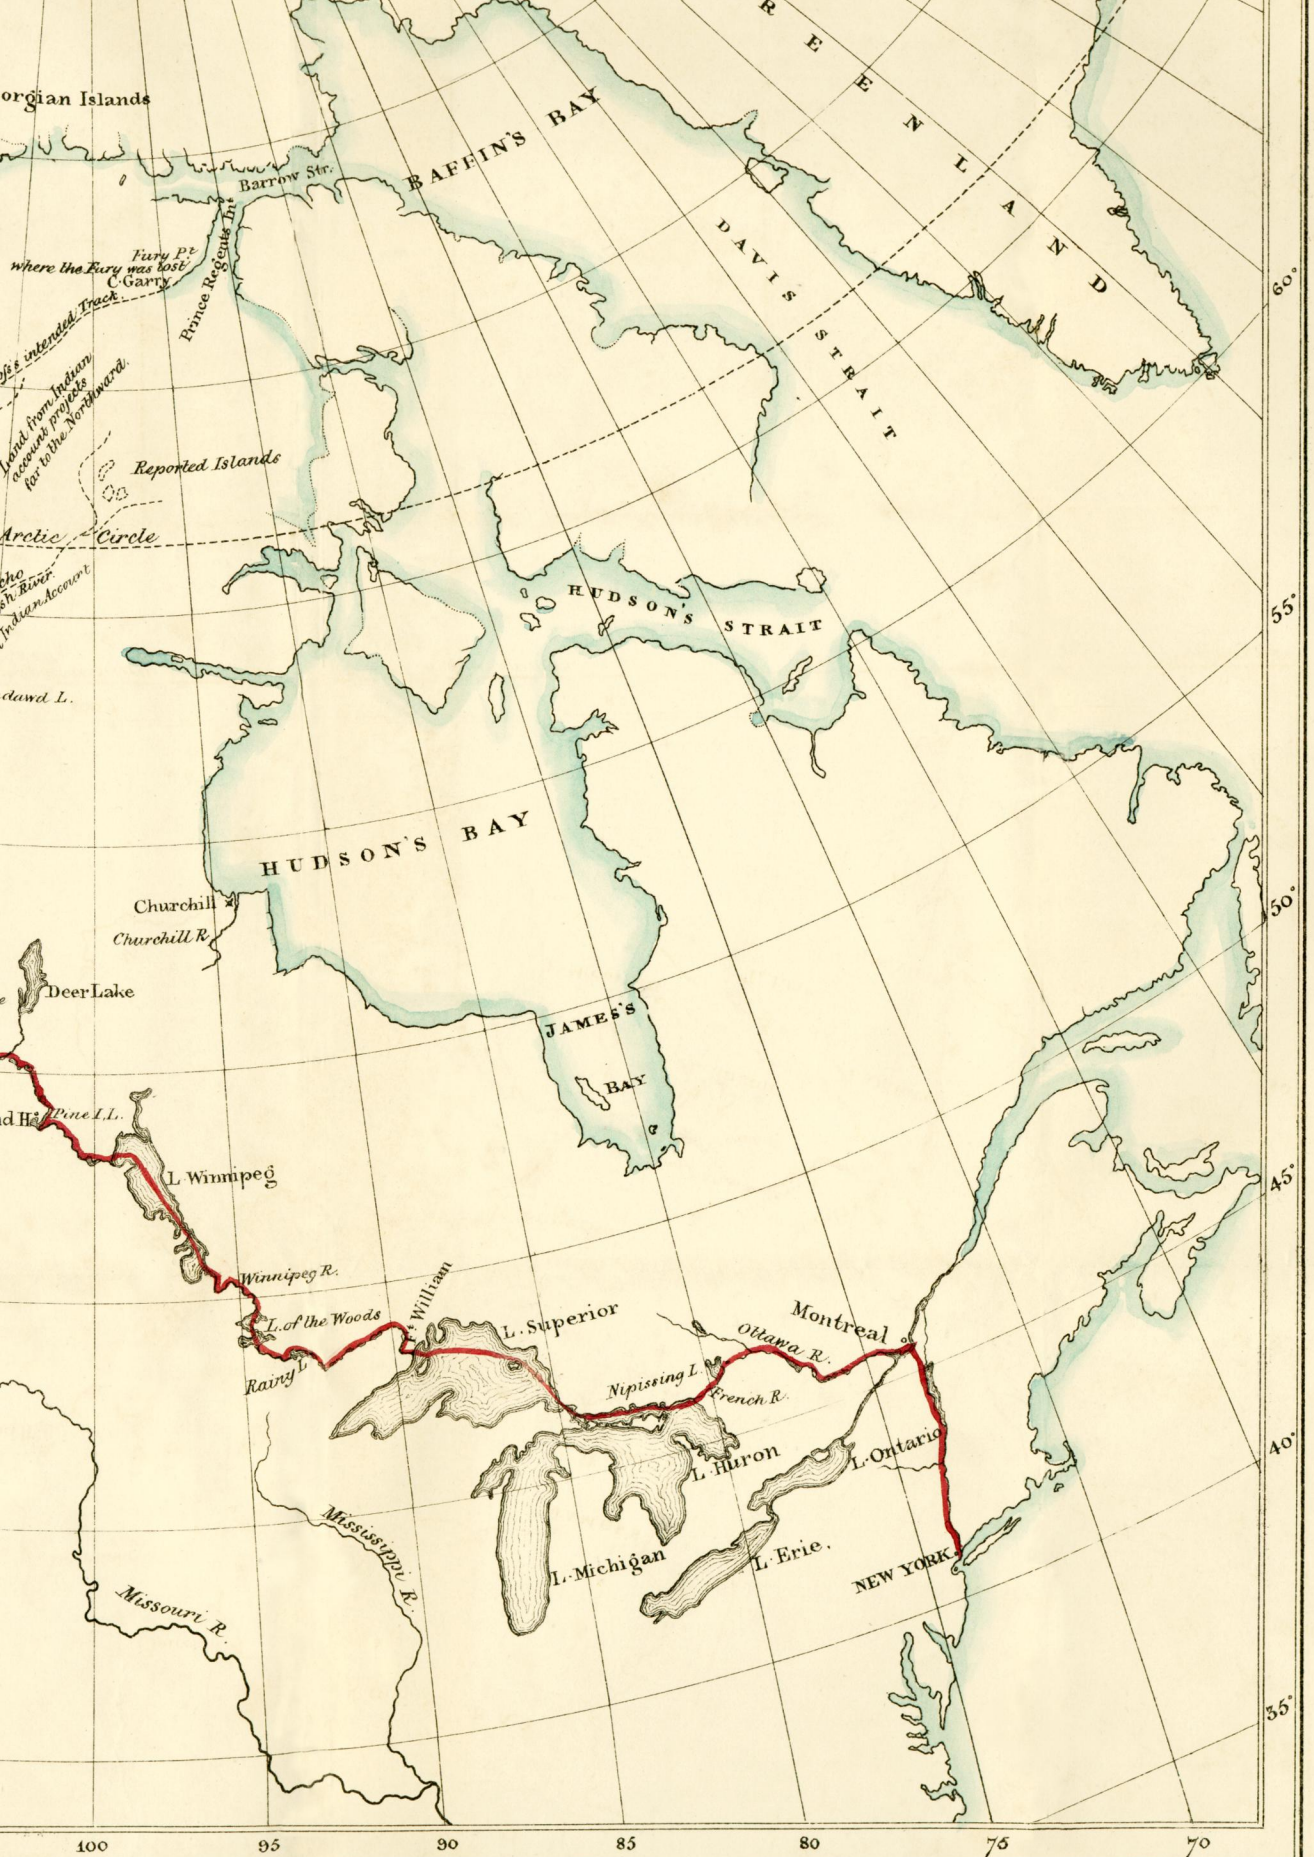 orgian Islands
BAFFIN'S BAY
REENLAND
Barrow Str.
Prince Regents Int
Fury Pt
where the Fury was lost
C. Garry
DAVIS STRAIT
60°
s's intended Track.
Land from Indian
account projects
far to the Northward.
Reported Islands
Arctic Circle
cho
sh River
Indian Account
HUDSON'S STRAIT
55°
dawd L.
HUDSON'S BAY
Churchill
Churchill R.
50°
Deer Lake
JAMES'S
BAY
d H.
Pine I. L.
L. Winnipeg
45°
Winnipeg R.
L. of the Woods
Ft. William
L. Superior
Montreal
Ottawa R.
Rainy L
Nipissing L.
French R.
L. Huron
L. Ontario
40°
Mississippi R.
L. Michigan
L. Erie.
NEW YORK
Missouri R.
35°
100 95 90 85 80 75 70